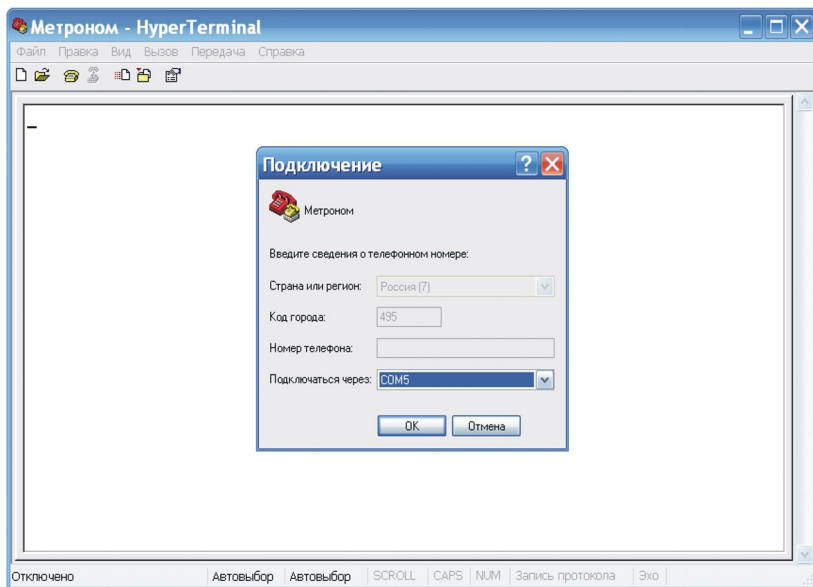 Метроном - HyperTerminal
Файл Правка Вид Вызов Передача Справка
Подключение
Метроном
Введите сведения о телефонном номере:
Страна или регион: Россия (7)
Код города: 495
Номер телефона:
Подключаться через: COM5
OK Отмена
Отключено Автовыбор Автовыбор SCROLL CAPS NUM Запись протокола Эхо